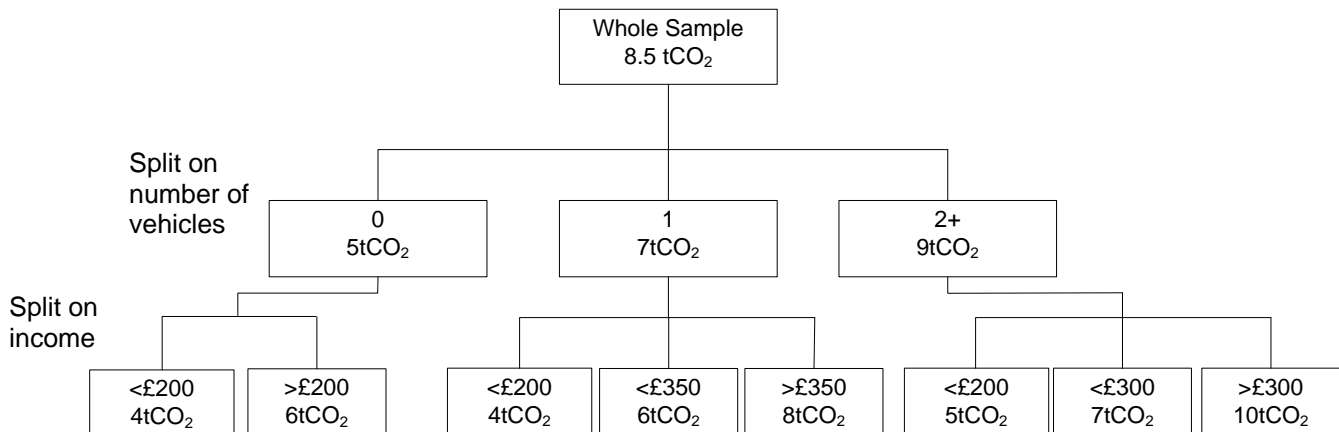 Whole Sample
8.5 tCO₂
Split on
number of
vehicles
0
5tCO₂
1
7tCO₂
2+
9tCO₂
Split on
income
<£200
4tCO₂
>£200
6tCO₂
<£200
4tCO₂
<£350
6tCO₂
>£350
8tCO₂
<£200
5tCO₂
<£300
7tCO₂
>£300
10tCO₂